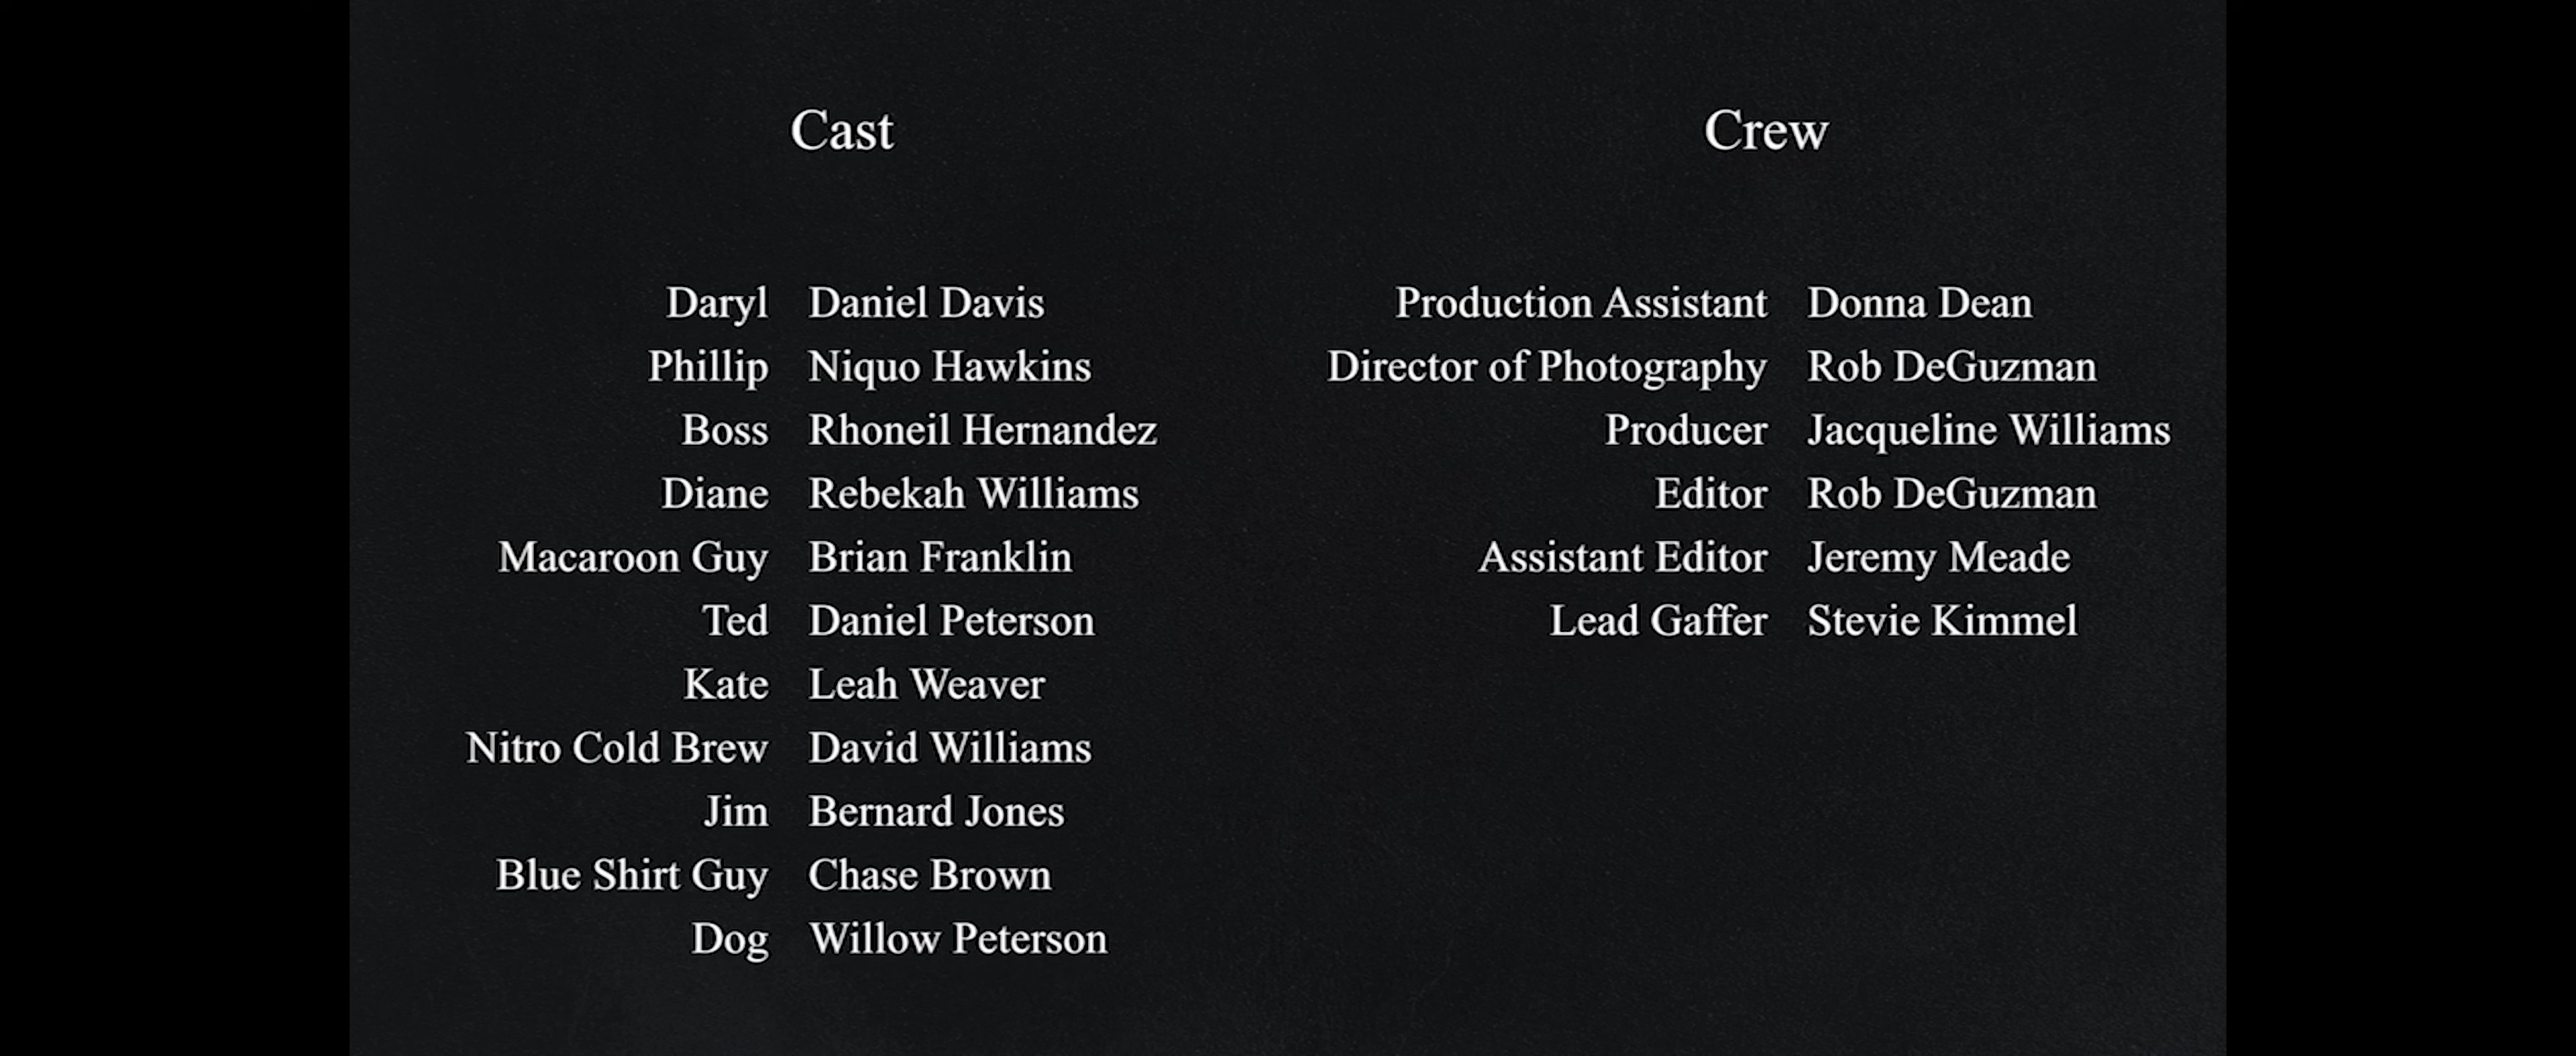 Cast
Daryl Daniel Davis
Phillip Niquo Hawkins
Boss Rhoneil Hernandez
Diane Rebekah Williams
Macaroon Guy Brian Franklin
Ted Daniel Peterson
Kate Leah Weaver
Nitro Cold Brew David Williams
Jim Bernard Jones
Blue Shirt Guy Chase Brown
Dog Willow Peterson
Crew
Production Assistant Donna Dean
Director of Photography Rob DeGuzman
Producer Jacqueline Williams
Editor Rob DeGuzman
Assistant Editor Jeremy Meade
Lead Gaffer Stevie Kimmel